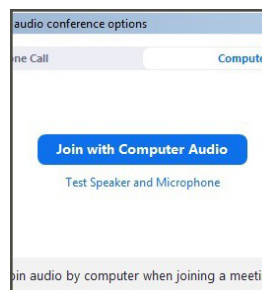 audio conference options
ne Call Compute
Join with Computer Audio
Test Speaker and Microphone
in audio by computer when joining a meeti